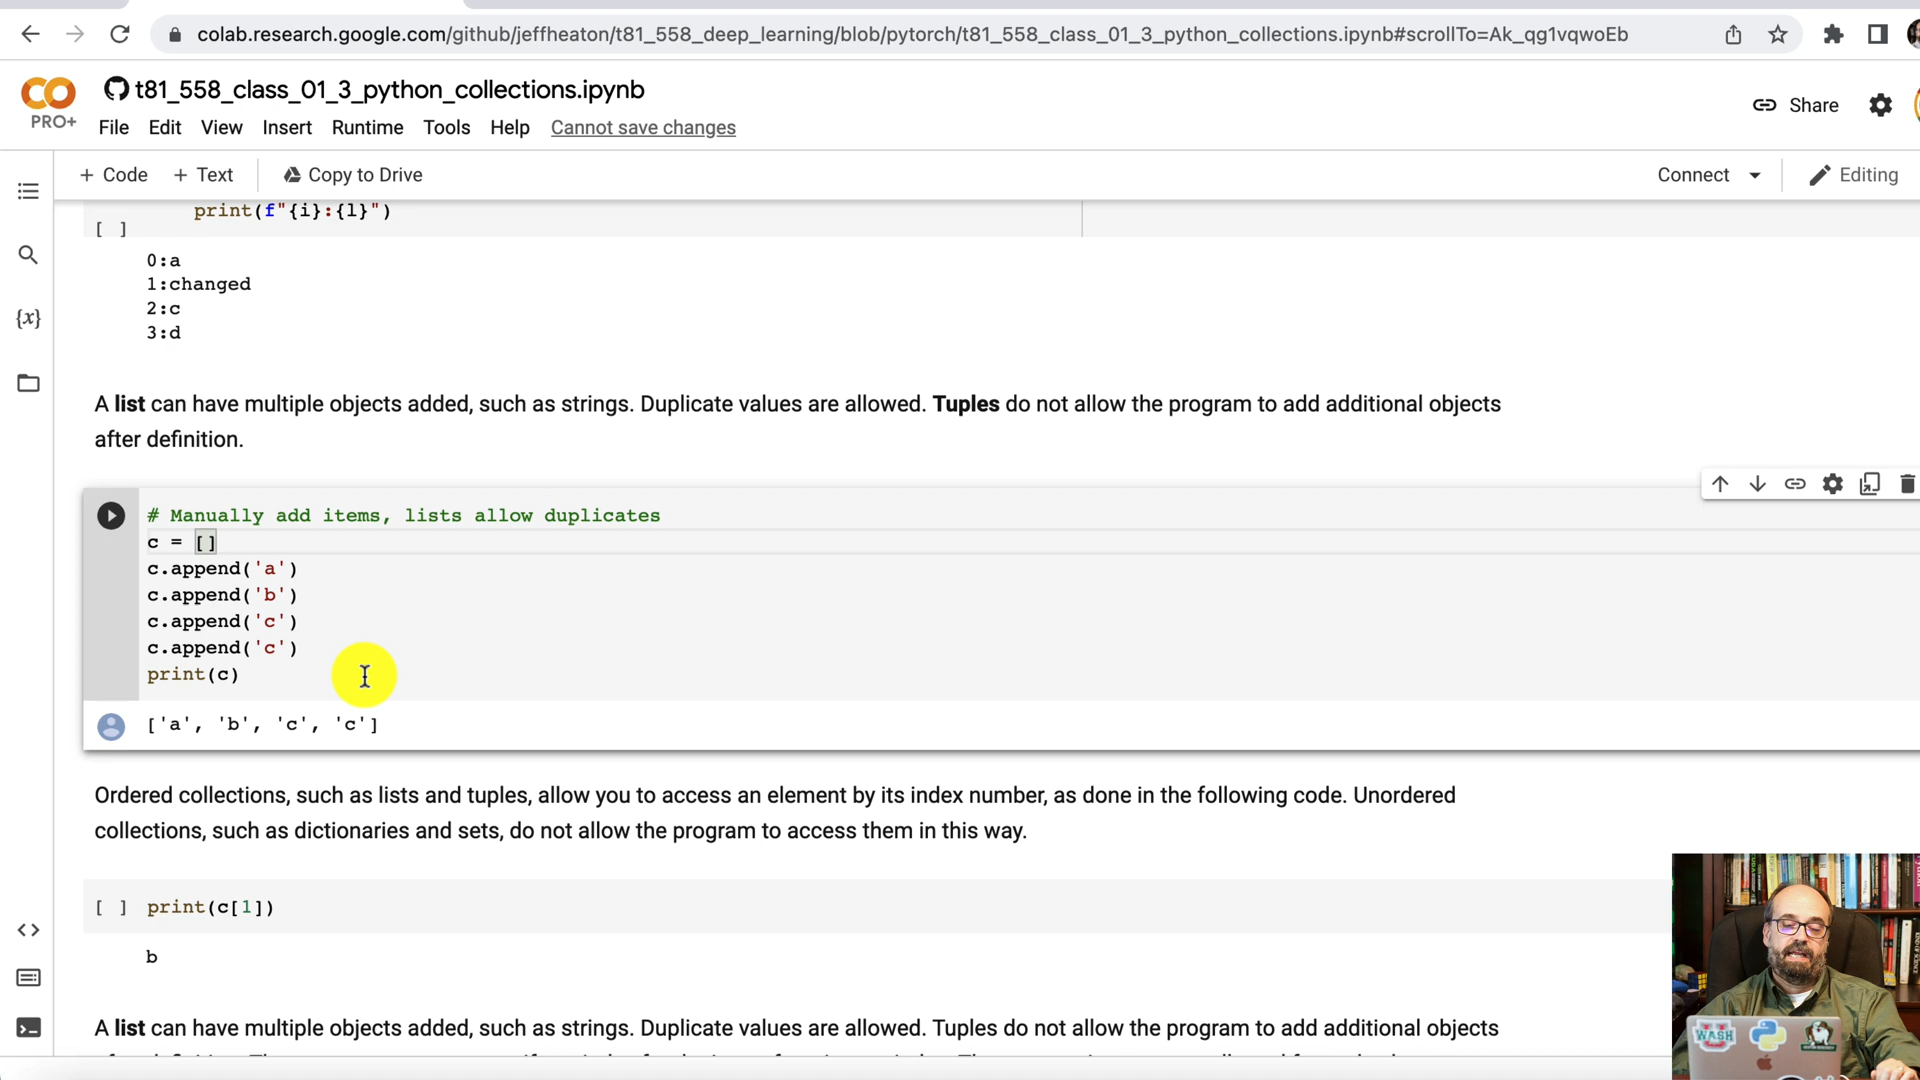 colab.research.google.com/github/jeffheaton/t81_558_deep_learning/blob/pytorch/t81_558_class_01_3_python_collections.ipynb#scrollTo=Ak_qg1vqwoEb
CO
PRO+
t81_558_class_01_3_python_collections.ipynb
Share
File Edit View Insert Runtime Tools Help Cannot save changes
+ Code + Text Copy to Drive Connect Editing
print(f"{i}:{l}")
[ ]
0:a
1:changed
2:c
3:d
{x}
A list can have multiple objects added, such as strings. Duplicate values are allowed. Tuples do not allow the program to add additional objects
after definition.
# Manually add items, lists allow duplicates
c = []
c.append('a')
c.append('b')
c.append('c')
c.append('c')
print(c)
['a', 'b', 'c', 'c']
Ordered collections, such as lists and tuples, allow you to access an element by its index number, as done in the following code. Unordered
collections, such as dictionaries and sets, do not allow the program to access them in this way.
[ ] print(c[1])
b
A list can have multiple objects added, such as strings. Duplicate values are allowed. Tuples do not allow the program to add additional objects
WASH